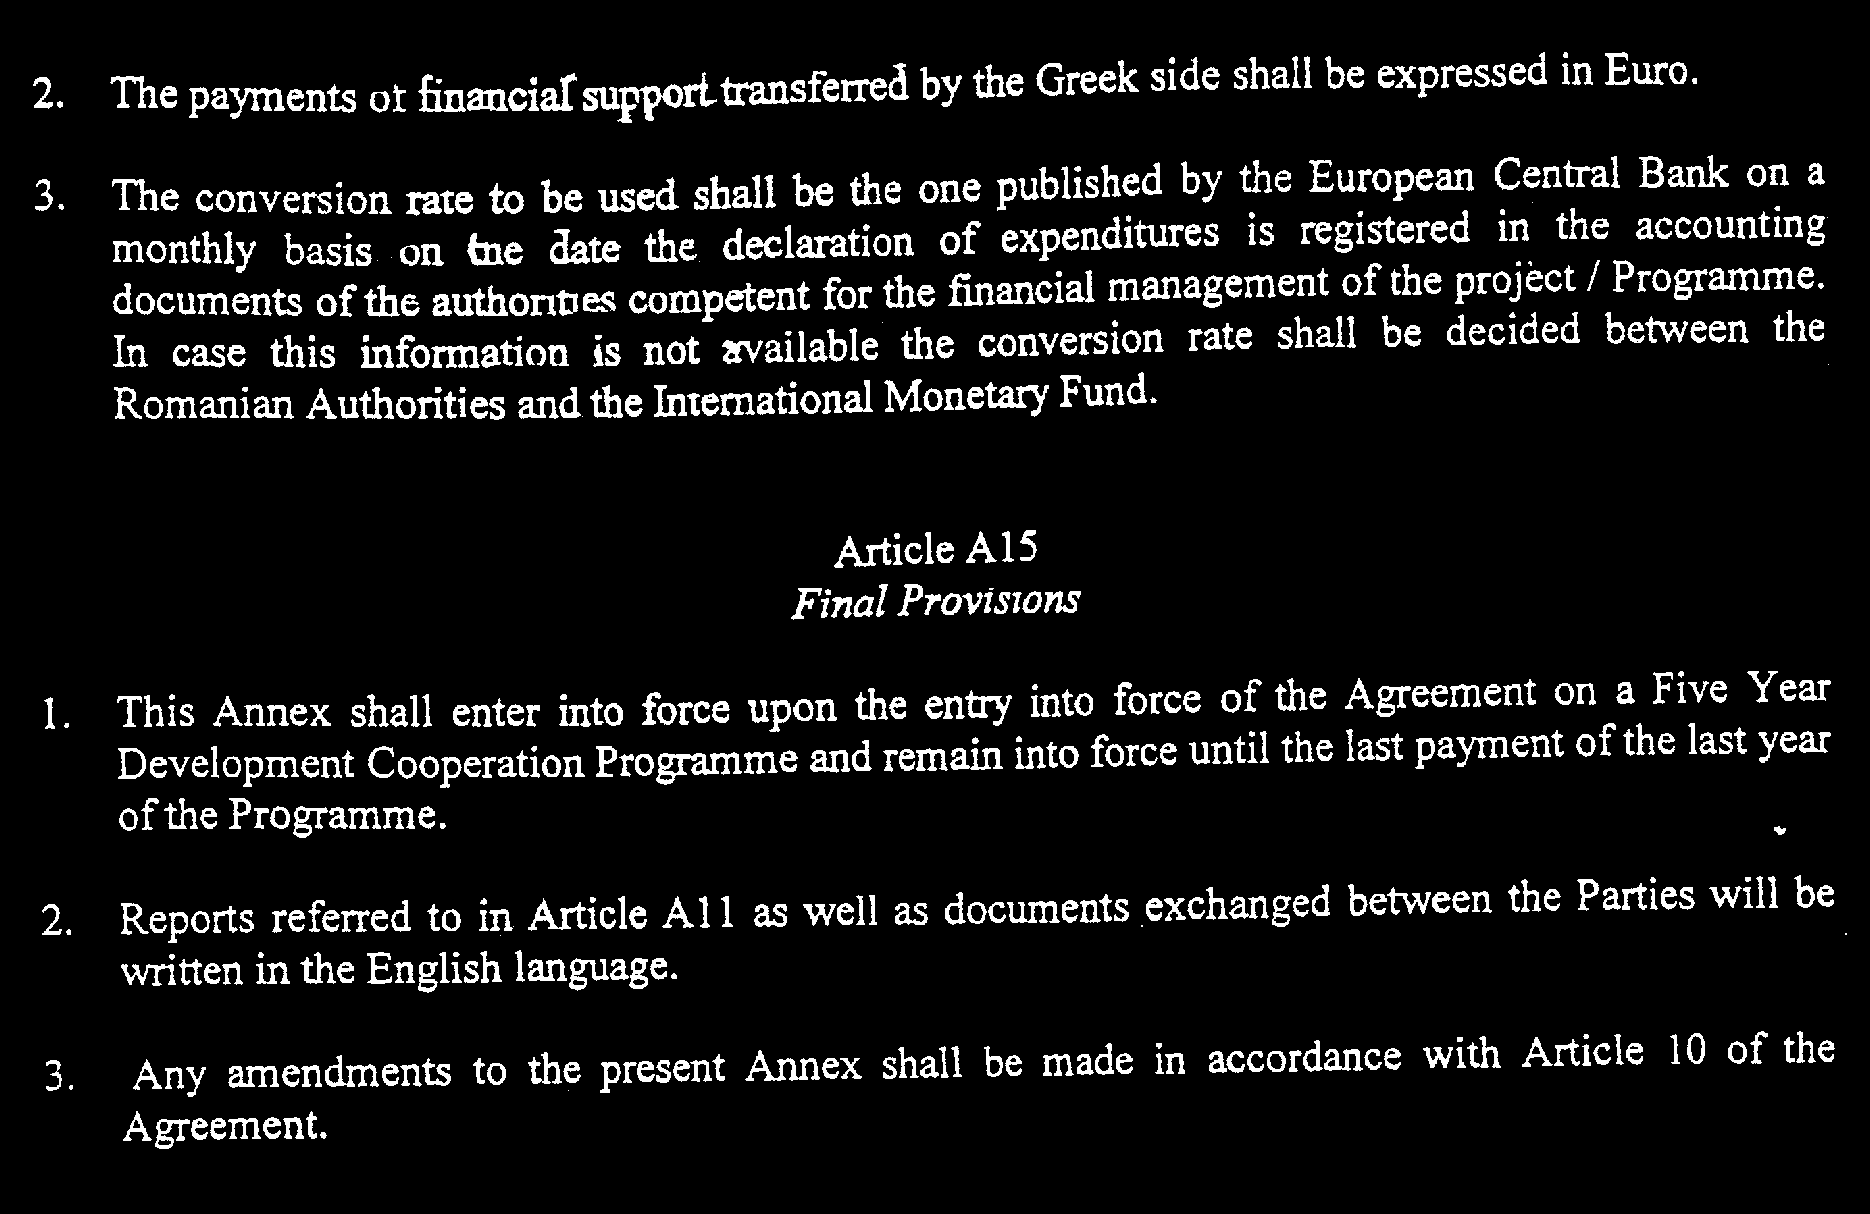 2. The payments of financial support transferred by the Greek side shall be expressed in Euro.
3. The conversion rate to be used shall be the one published by the European Central Bank on a
monthly basis on the date the declaration of expenditures is registered in the accounting
documents of the authorities competent for the financial management of the project / Programme.
In case this information is not available the conversion rate shall be decided between the
Romanian Authorities and the International Monetary Fund.
Article A15
Final Provisions
1. This Annex shall enter into force upon the entry into force of the Agreement on a Five Year
Development Cooperation Programme and remain into force until the last payment of the last year
of the Programme.
2. Reports referred to in Article A11 as well as documents exchanged between the Parties will be
written in the English language.
3. Any amendments to the present Annex shall be made in accordance with Article 10 of the
Agreement.